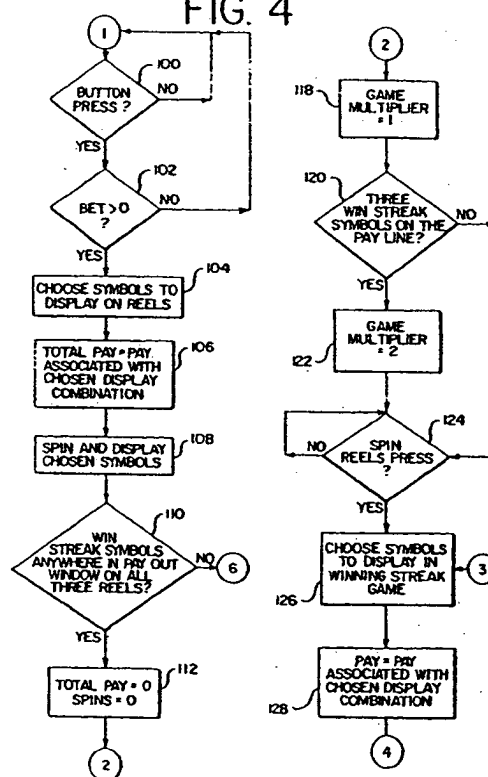 FIG. 4
1
100
BUTTON
PRESS ?
NO
YES
102
BET > 0
?
NO
YES
104
CHOOSE SYMBOLS TO
DISPLAY ON REELS
106
TOTAL PAY = PAY
ASSOCIATED WITH
CHOSEN DISPLAY
COMBINATION
108
SPIN AND DISPLAY
CHOSEN SYMBOLS
110
WIN
STREAK SYMBOLS
ANYWHERE IN PAY OUT
WINDOW ON ALL
THREE REELS?
NO
6
YES
112
TOTAL PAY = 0
SPINS = 0
2
2
118
GAME
MULTIPLIER
= 1
120
THREE
WIN STREAK
SYMBOLS ON THE
PAY LINE?
NO
YES
GAME
MULTIPLIER
= 2
122
124
NO
SPIN
REELS PRESS
?
YES
CHOOSE SYMBOLS
TO DISPLAY IN
WINNING STREAK
GAME
126
3
PAY = PAY
ASSOCIATED WITH
CHOSEN DISPLAY
COMBINATION
128
4